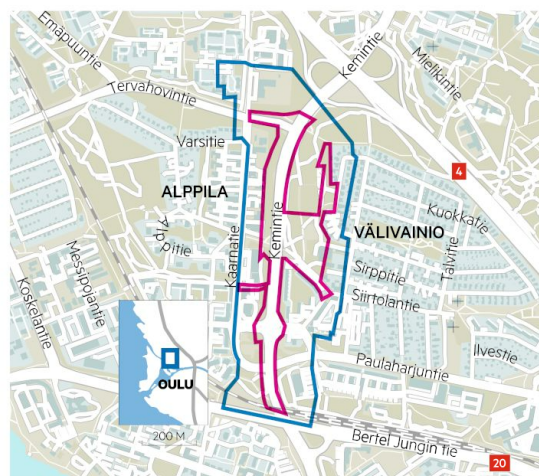 Emäpuuntie
Tervahovintie
Kemintie
Mielikintie
Varsitie
4
ALPPILA
Alppitie
Kaarnatie
Kemintie
VÄLIVAINIO
Kuokkatie
Talvitie
Sirppitie
Siirtolantie
Messipojantie
Koskelantie
Ilvestie
Paulaharjuntie
OULU
200 M
Bertel Jungin tie
20